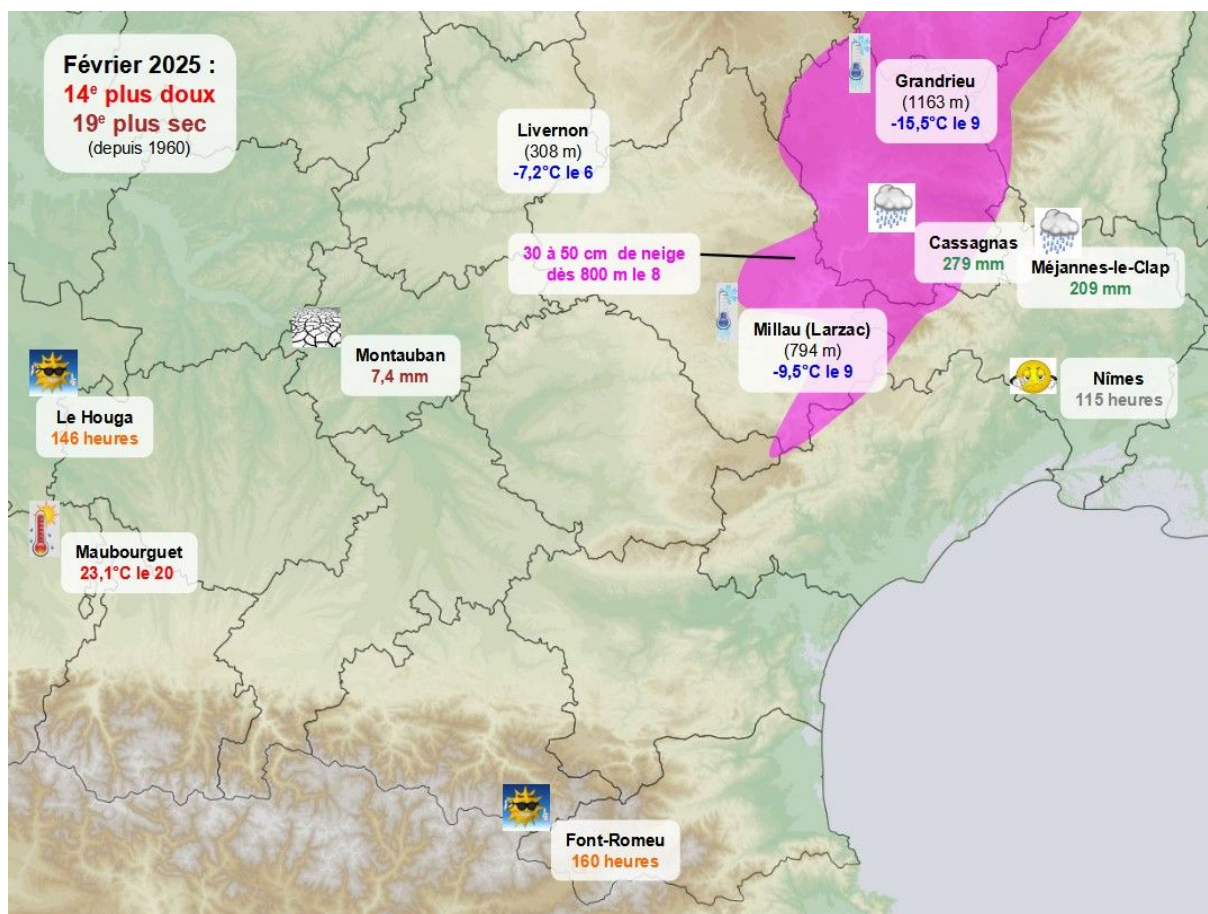 Février 2025 :
14e plus doux
19e plus sec
(depuis 1960)
Grandrieu
(1163 m)
-15,5°C le 9
Livernon
(308 m)
-7,2°C le 6
Cassagnas
279 mm
Méjannes-le-Clap
209 mm
30 à 50 cm de neige
dès 800 m le 8
Millau (Larzac)
(794 m)
-9,5°C le 9
Montauban
7,4 mm
Nîmes
115 heures
Le Houga
146 heures
Maubourguet
23,1°C le 20
Font-Romeu
160 heures